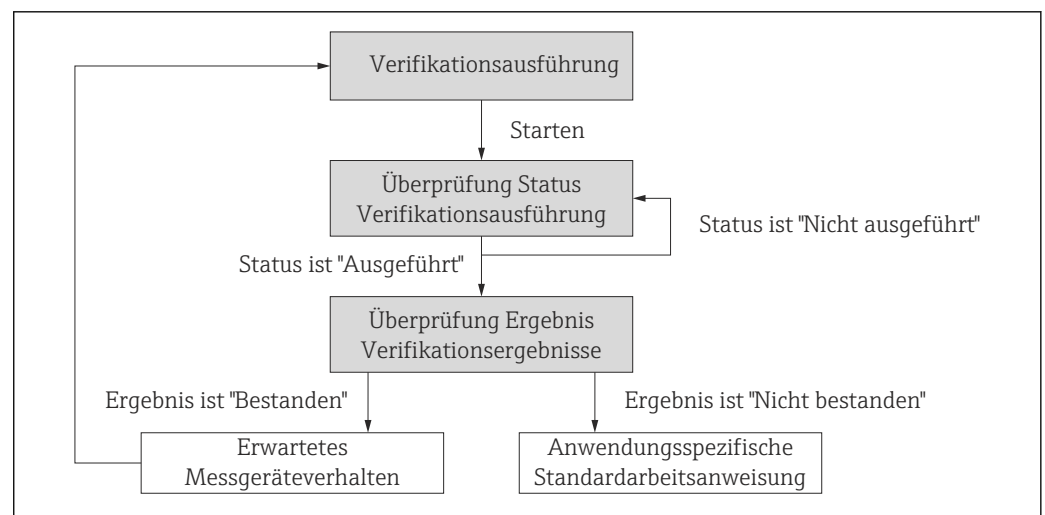 Verifikationsausführung
Starten
Überprüfung Status
Verifikationsausführung
Status ist "Nicht ausgeführt"
Status ist "Ausgeführt"
Überprüfung Ergebnis
Verifikationsergebnisse
Ergebnis ist "Bestanden"
Ergebnis ist "Nicht bestanden"
Erwartetes
Messgeräteverhalten
Anwendungsspezifische
Standardarbeitsanweisung